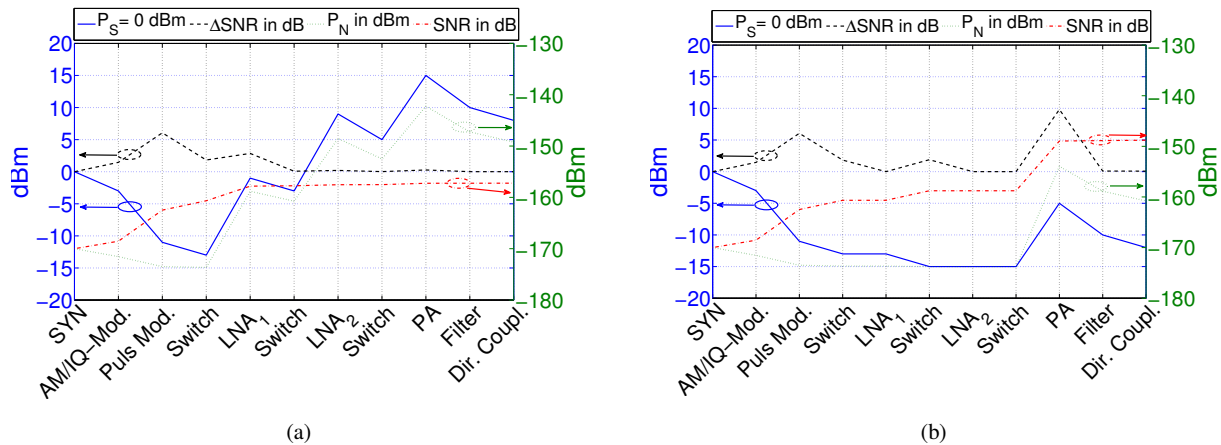 P_S = 0 dBm ΔSNR in dB P_N in dBm SNR in dB
20
15
10
5
0
−5
−10
−15
−20
dBm
−130
−140
−150
−160
−170
−180
dBm
SYN
AM/IQ−Mod.
Puls Mod.
Switch
LNA_1
Switch
LNA_2
Switch
PA
Filter
Dir. Coupl.
(a)
P_S = 0 dBm ΔSNR in dB P_N in dBm SNR in dB
20
15
10
5
0
−5
−10
−15
−20
dBm
−130
−140
−150
−160
−170
−180
dBm
SYN
AM/IQ−Mod.
Puls Mod.
Switch
LNA_1
Switch
LNA_2
Switch
PA
Filter
Dir. Coupl.
(b)